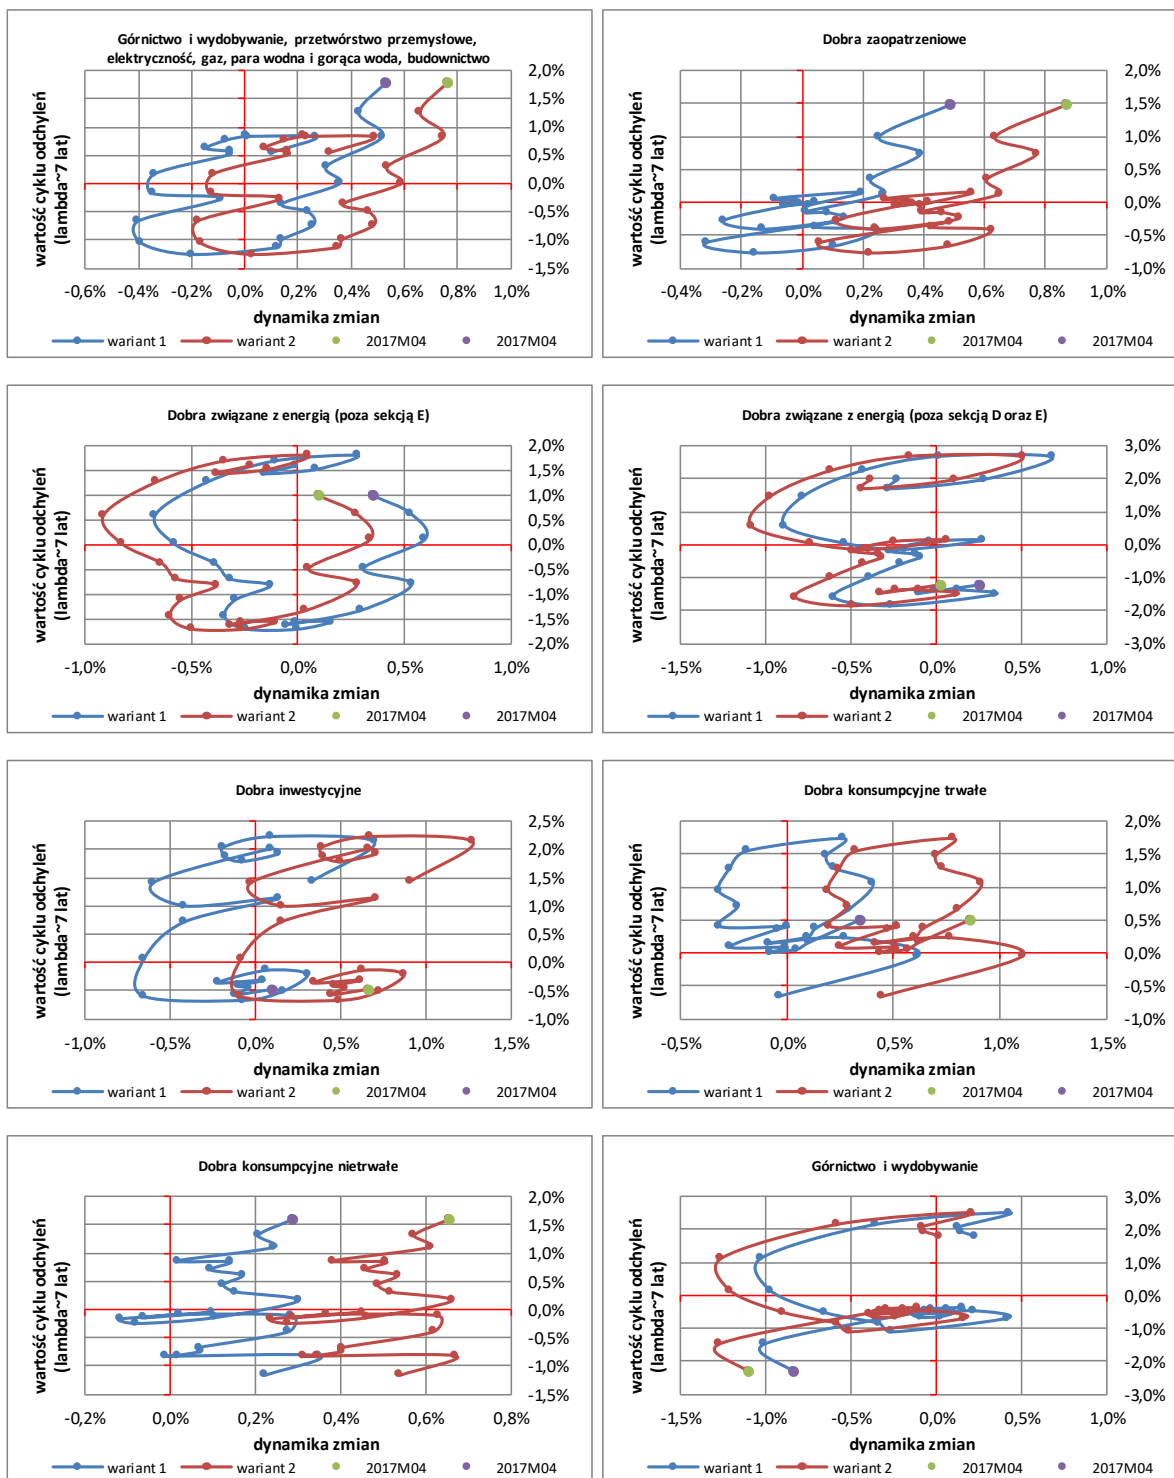 Górnictwo i wydobywanie, przetwórstwo przemysłowe,
elektryczność, gaz, para wodna i gorąca woda, budownictwo
wartość cyklu odchyleń
(lambda~7 lat)
2,0%
1,5%
1,0%
0,5%
0,0%
-0,5%
-1,0%
-1,5%
-0,6% -0,4% -0,2% 0,0% 0,2% 0,4% 0,6% 0,8% 1,0%
dynamika zmian
wariant 1 wariant 2 2017M04 2017M04
Dobra zaopatrzeniowe
wartość cyklu odchyleń
(lambda~7 lat)
2,0%
1,5%
1,0%
0,5%
0,0%
-0,5%
-1,0%
-0,4% -0,2% 0,0% 0,2% 0,4% 0,6% 0,8% 1,0%
dynamika zmian
wariant 1 wariant 2 2017M04 2017M04
Dobra związane z energią (poza sekcją E)
wartość cyklu odchyleń
(lambda~7 lat)
2,0%
1,5%
1,0%
0,5%
0,0%
-0,5%
-1,0%
-1,5%
-2,0%
-1,0% -0,5% 0,0% 0,5% 1,0%
dynamika zmian
wariant 1 wariant 2 2017M04 2017M04
Dobra związane z energią (poza sekcją D oraz E)
wartość cyklu odchyleń
(lambda~7 lat)
3,0%
2,0%
1,0%
0,0%
-1,0%
-2,0%
-3,0%
-1,5% -1,0% -0,5% 0,0% 0,5% 1,0%
dynamika zmian
wariant 1 wariant 2 2017M04 2017M04
Dobra inwestycyjne
wartość cyklu odchyleń
(lambda~7 lat)
2,5%
2,0%
1,5%
1,0%
0,5%
0,0%
-0,5%
-1,0%
-1,0% -0,5% 0,0% 0,5% 1,0% 1,5%
dynamika zmian
wariant 1 wariant 2 2017M04 2017M04
Dobra konsumpcyjne trwałe
wartość cyklu odchyleń
(lambda~7 lat)
2,0%
1,5%
1,0%
0,5%
0,0%
-0,5%
-1,0%
-0,5% 0,0% 0,5% 1,0% 1,5%
dynamika zmian
wariant 1 wariant 2 2017M04 2017M04
Dobra konsumpcyjne nietrwałe
wartość cyklu odchyleń
(lambda~7 lat)
2,0%
1,5%
1,0%
0,5%
0,0%
-0,5%
-1,0%
-1,5%
-0,2% 0,0% 0,2% 0,4% 0,6% 0,8%
dynamika zmian
wariant 1 wariant 2 2017M04 2017M04
Górnictwo i wydobywanie
wartość cyklu odchyleń
(lambda~7 lat)
3,0%
2,0%
1,0%
0,0%
-1,0%
-2,0%
-3,0%
-1,5% -1,0% -0,5% 0,0% 0,5% 1,0%
dynamika zmian
wariant 1 wariant 2 2017M04 2017M04